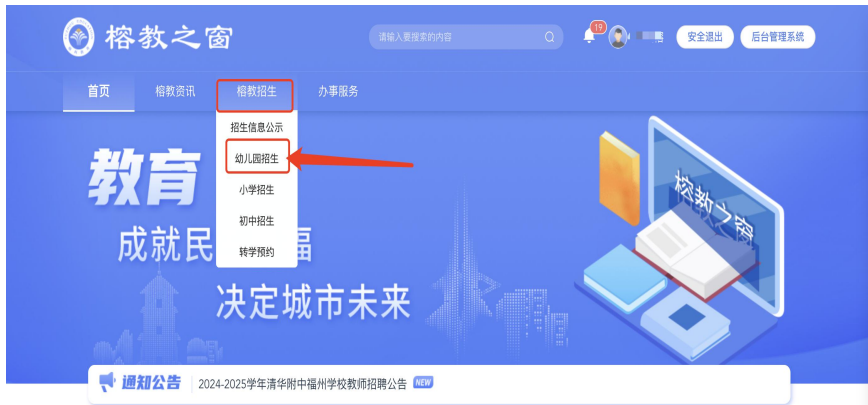 榕教之窗
请输入要搜索的内容
19
安全退出
后台管理系统
首页
榕教资讯
榕教招生
办事服务
招生信息公示
幼儿园招生
小学招生
初中招生
转学预约
教育
成就民
福
决定城市未来
榕教之窗
通知公告
2024-2025学年清华附中福州学校教师招聘公告 NEW